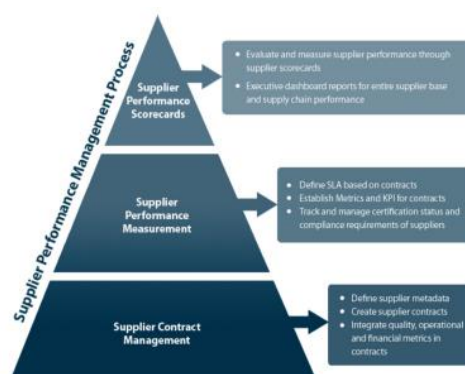 Supplier Performance Management Process
Supplier
Performance
Scorecards
• Evaluate and measure supplier performance through
supplier scorecards
• Executive dashboard reports for entire supplier base
and supply chain performance
Supplier
Performance
Measurement
• Define SLA based on contracts
• Establish Metrics and KPI for contracts
• Track and manage certification status and
compliance requirements of suppliers
Supplier Contract
Management
• Define supplier metadata
• Create supplier contracts
• Integrate quality, operational
and financial metrics in
contracts